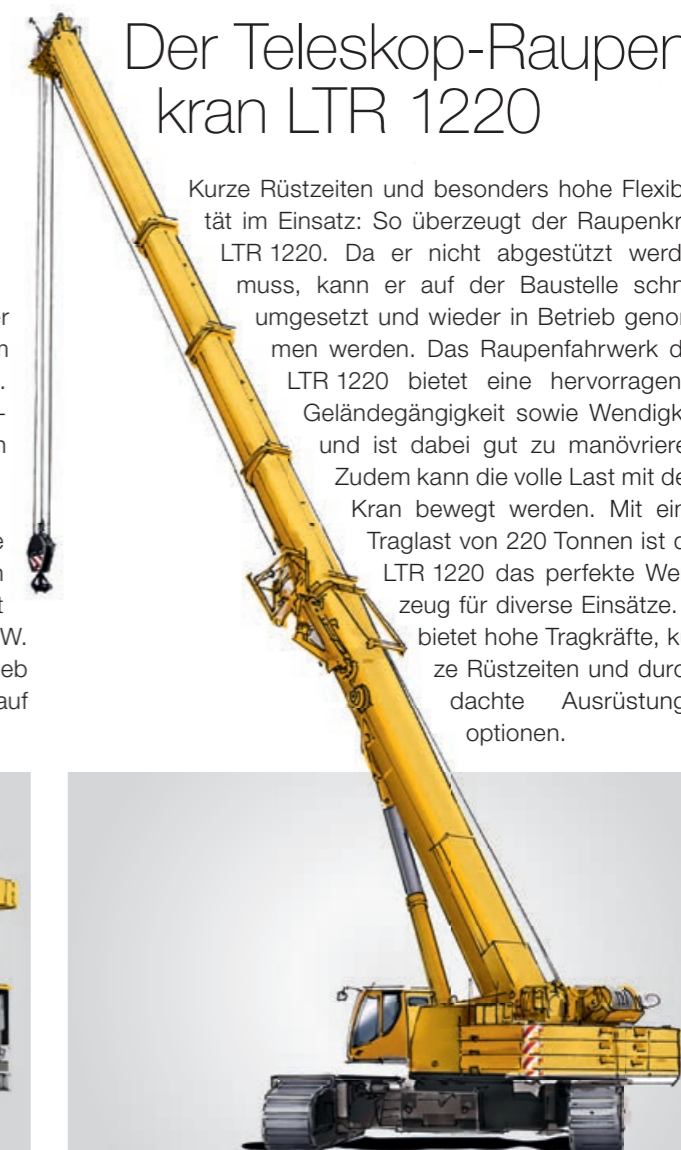 Der Teleskop-Raupen
kran LTR 1220
Kurze Rüstzeiten und besonders hohe Flexib
tät im Einsatz: So überzeugt der Raupenkr
LTR 1220. Da er nicht abgestützt werd
muss, kann er auf der Baustelle schn
umgesetzt und wieder in Betrieb genor
men werden. Das Raupenfahrwerk d
LTR 1220 bietet eine hervorragen
Geländegängigkeit sowie Wendigk
und ist dabei gut zu manövriere
Zudem kann die volle Last mit de
Kran bewegt werden. Mit ein
Traglast von 220 Tonnen ist d
LTR 1220 das perfekte We
zeug für diverse Einsätze.
bietet hohe Tragkräfte, k
ze Rüstzeiten und durc
dachte Ausrüstung
optionen.
W.
eb
auf